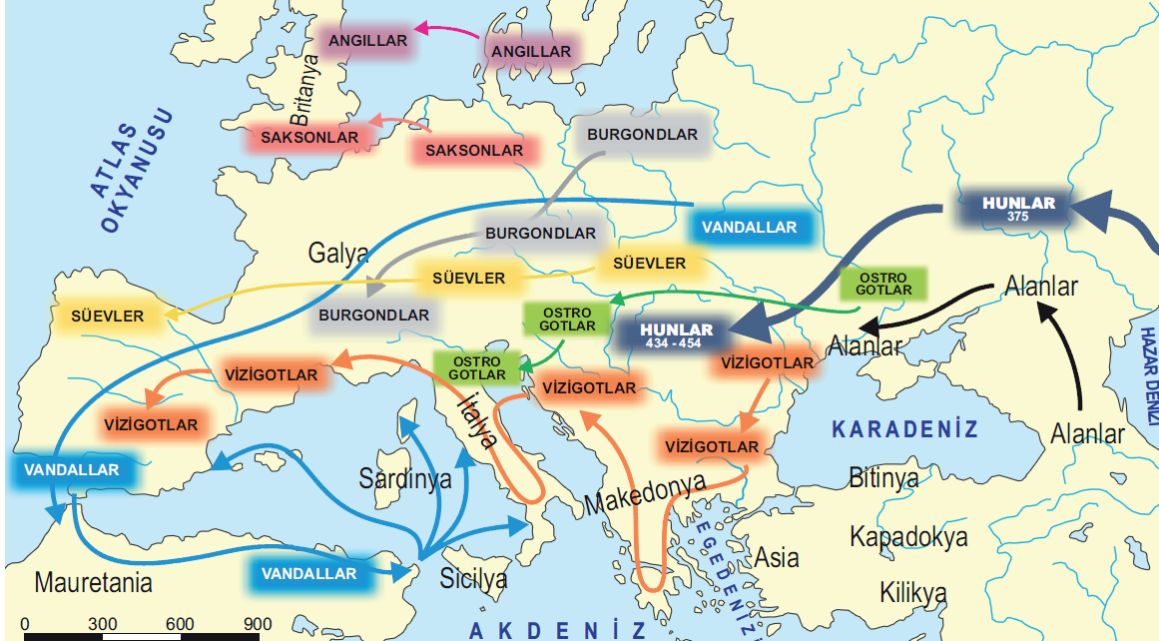 ANGILLAR
ANGILLAR
Britanya
SAKSONLAR
SAKSONLAR
BURGONDLAR
ATLAS
OKYANUSU
HUNLAR
375
VANDALLAR
BURGONDLAR
Galya
SÜEVLER
SÜEVLER
SÜEVLER
OSTRO
GOTLAR
Alanlar
BURGONDLAR
OSTRO
GOTLAR
HUNLAR
434 - 454
Alanlar
HAZAR DENİZİ
OSTRO
GOTLAR
VİZİGOTLAR
VİZİGOTLAR
VİZİGOTLAR
İtalya
VİZİGOTLAR
VİZİGOTLAR
KARADENİZ
Alanlar
VANDALLAR
Sardinya
Makedonya
Bitinya
EGEDENİZİ
Kapadokya
Asia
Mauretania
VANDALLAR
Sicilya
Kilikya
0 300 600 900
AKDENİZ